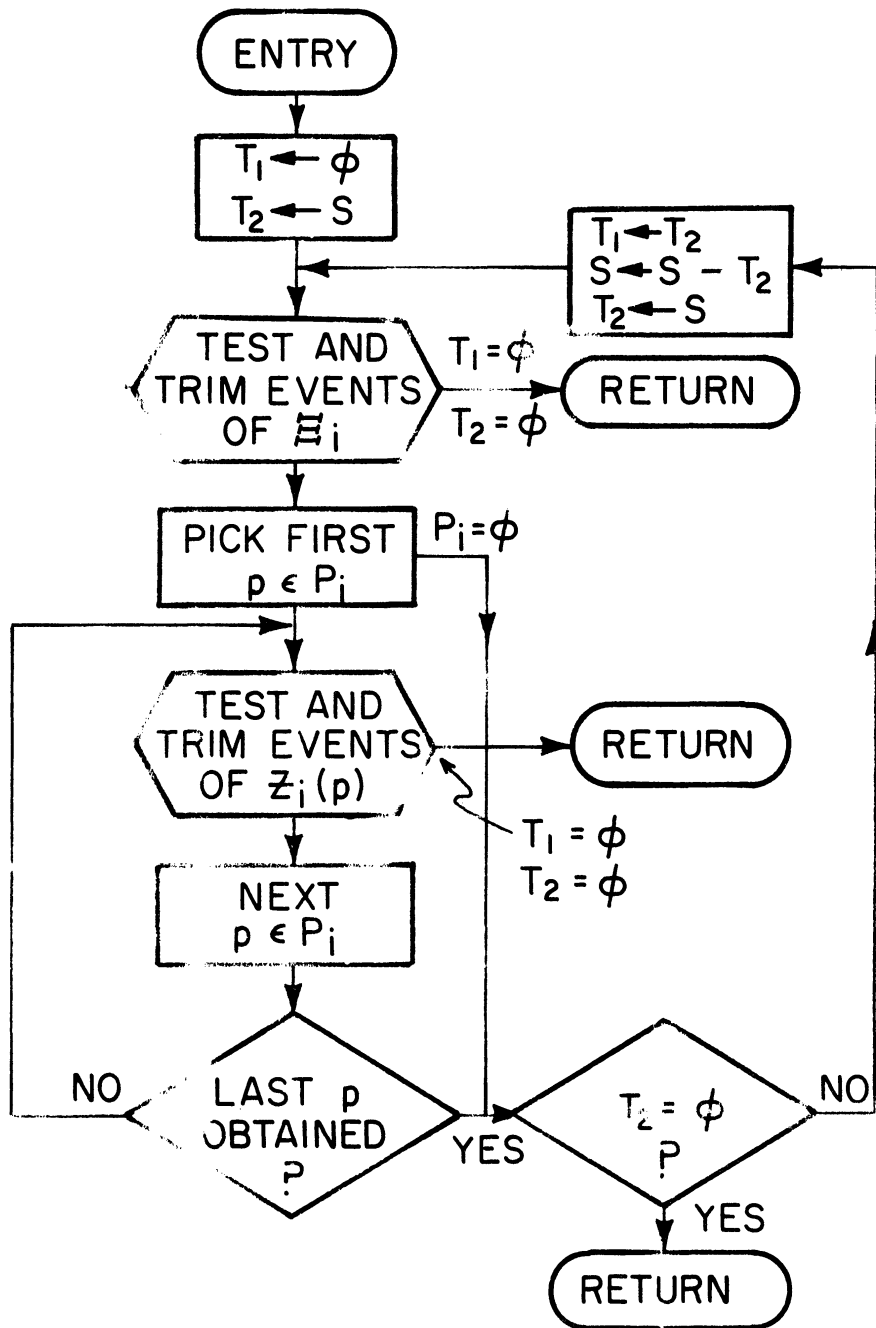 ENTRY
T₁ ← ϕ
T₂ ← S
T₁ ← T₂
S ← S − T₂
T₂ ← S
TEST AND
TRIM EVENTS
OF Ξᵢ
T₁ = ϕ
T₂ = ϕ
RETURN
PICK FIRST
p ϵ Pᵢ
Pᵢ = ϕ
TEST AND
TRIM EVENTS
OF Ƶᵢ(p)
RETURN
T₁ = ϕ
T₂ = ϕ
NEXT
p ϵ Pᵢ
NO
LAST p
OBTAINED
?
YES
T₂ = ϕ
?
NO
YES
RETURN